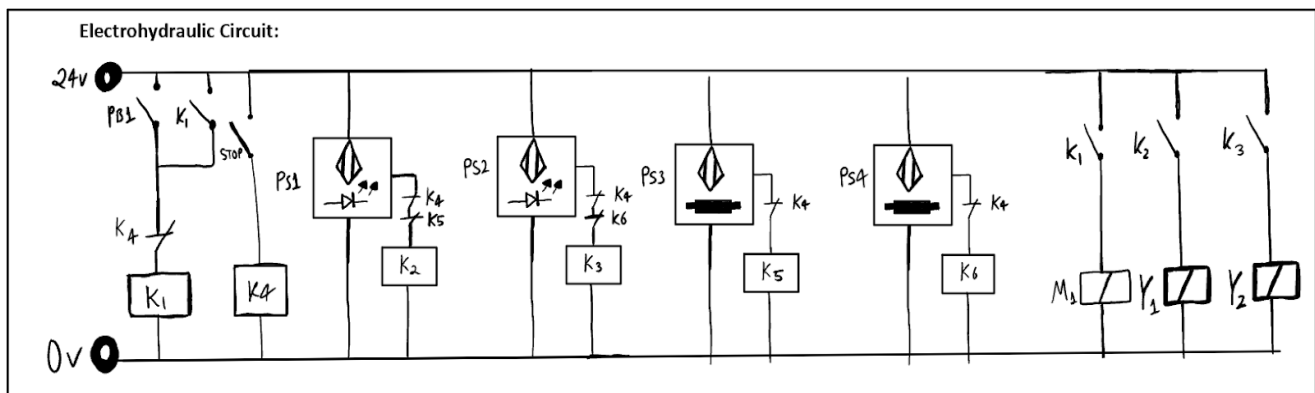 Electrohydraulic Circuit:
24v
PB1
K1
STOP
K4
K1
K4
PS1
K4
K5
K2
PS2
K4
K6
K3
PS3
K4
K5
PS4
K4
K6
K1
K2
K3
M1
Y1
Y2
0v